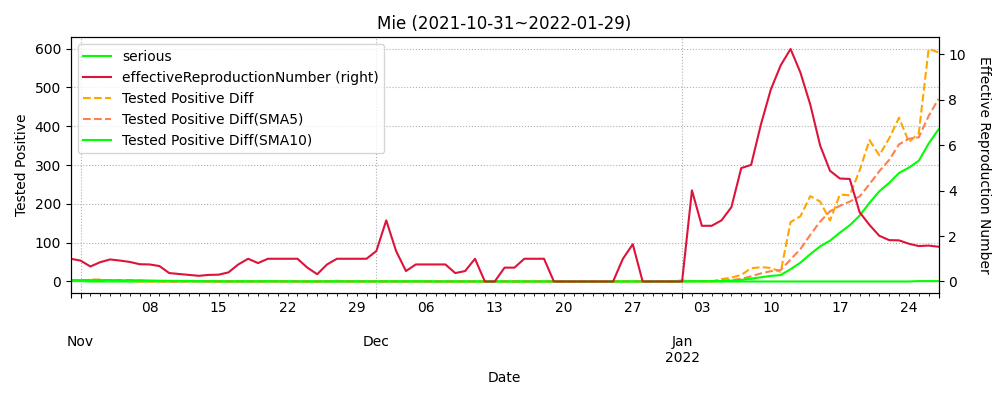 Mie (2021-10-31~2022-01-29)
serious
effectiveReproductionNumber (right)
Tested Positive Diff
Tested Positive Diff(SMA5)
Tested Positive Diff(SMA10)
Tested Positive
600
500
400
300
200
100
0
Effective Reproduction Number
10
8
6
4
2
0
08 15 22 29 06 13 20 27 03 10 17 24
Nov Dec Jan
2022
Date